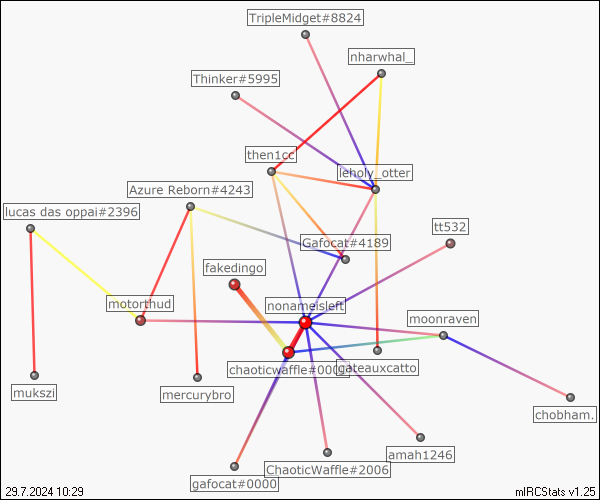 TripleMidget#8824
nharwhal_
Thinker#5995
then1cc
leholy_otter
Azure Reborn#4243
lucas das oppai#2396
tt532
Gafocat#4189
fakedingo
nonameisleft
motorthud
moonraven
chaoticwaffle#000
gateauxcatto
mukszi
mercurybro
chobham.
amah1246
ChaoticWaffle#2006
gafocat#0000
29.7.2024 10:29
mIRCStats v1.25